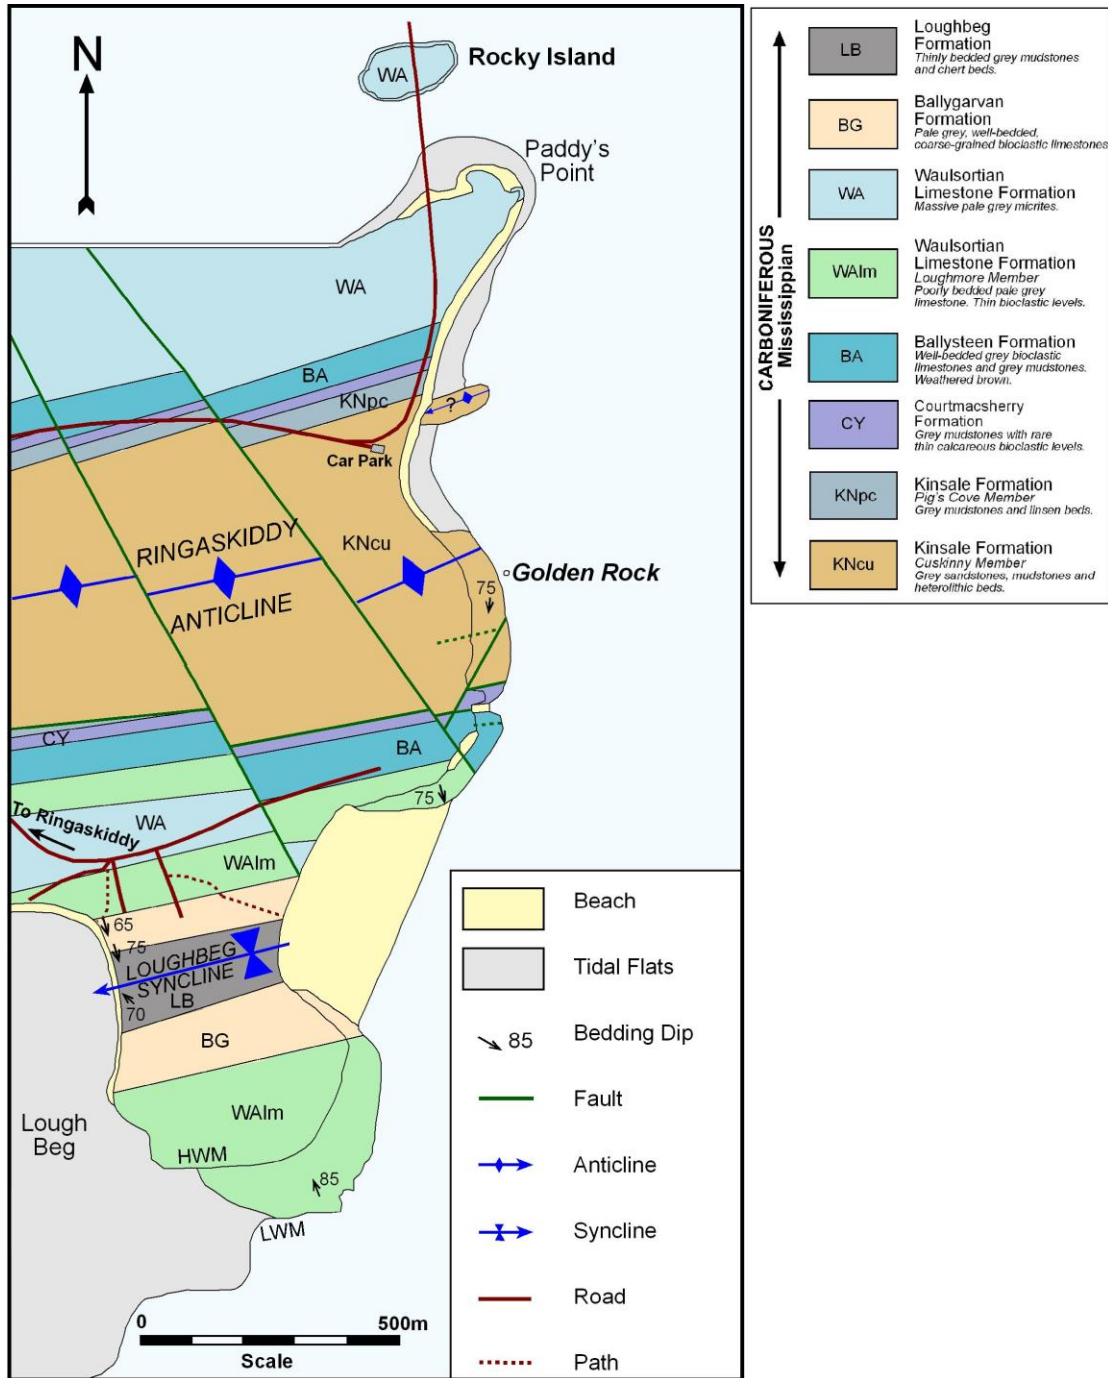 N
WA
Rocky Island
Paddy's
Point
WA
BA
KNpc
?
Car Park
RINGASKIDDY
ANTICLINE
KNcu
Golden Rock
75
CY
BA
75
To Ringaskiddy
WA
WAlm
65
75
LOUGHBEG
SYNCLINE
LB
70
BG
WAlm
Lough
Beg
HWM
85
LWM
0 500m
Scale
Beach
Tidal Flats
85 Bedding Dip
Fault
Anticline
Syncline
Road
Path
CARBONIFEROUS
Mississippian
LB
Loughbeg
Formation
Thinly bedded grey mudstones
and chert beds.
BG
Ballygarvan
Formation
Pale grey, well-bedded,
coarse-grained bioclastic limestones
WA
Waulsortian
Limestone Formation
Massive pale grey micrites.
WAlm
Waulsortian
Limestone Formation
Loughmore Member
Poorly bedded pale grey
limestone. Thin bioclastic levels.
BA
Ballysteen Formation
Well-bedded grey bioclastic
limestones and grey mudstones.
Weathered brown.
CY
Courtmacsherry
Formation
Grey mudstones with rare
thin calcareous bioclastic levels.
KNpc
Kinsale Formation
Pig's Cove Member
Grey mudstones and linsen beds.
KNcu
Kinsale Formation
Cuskinny Member
Grey sandstones, mudstones and
heterolithic beds.